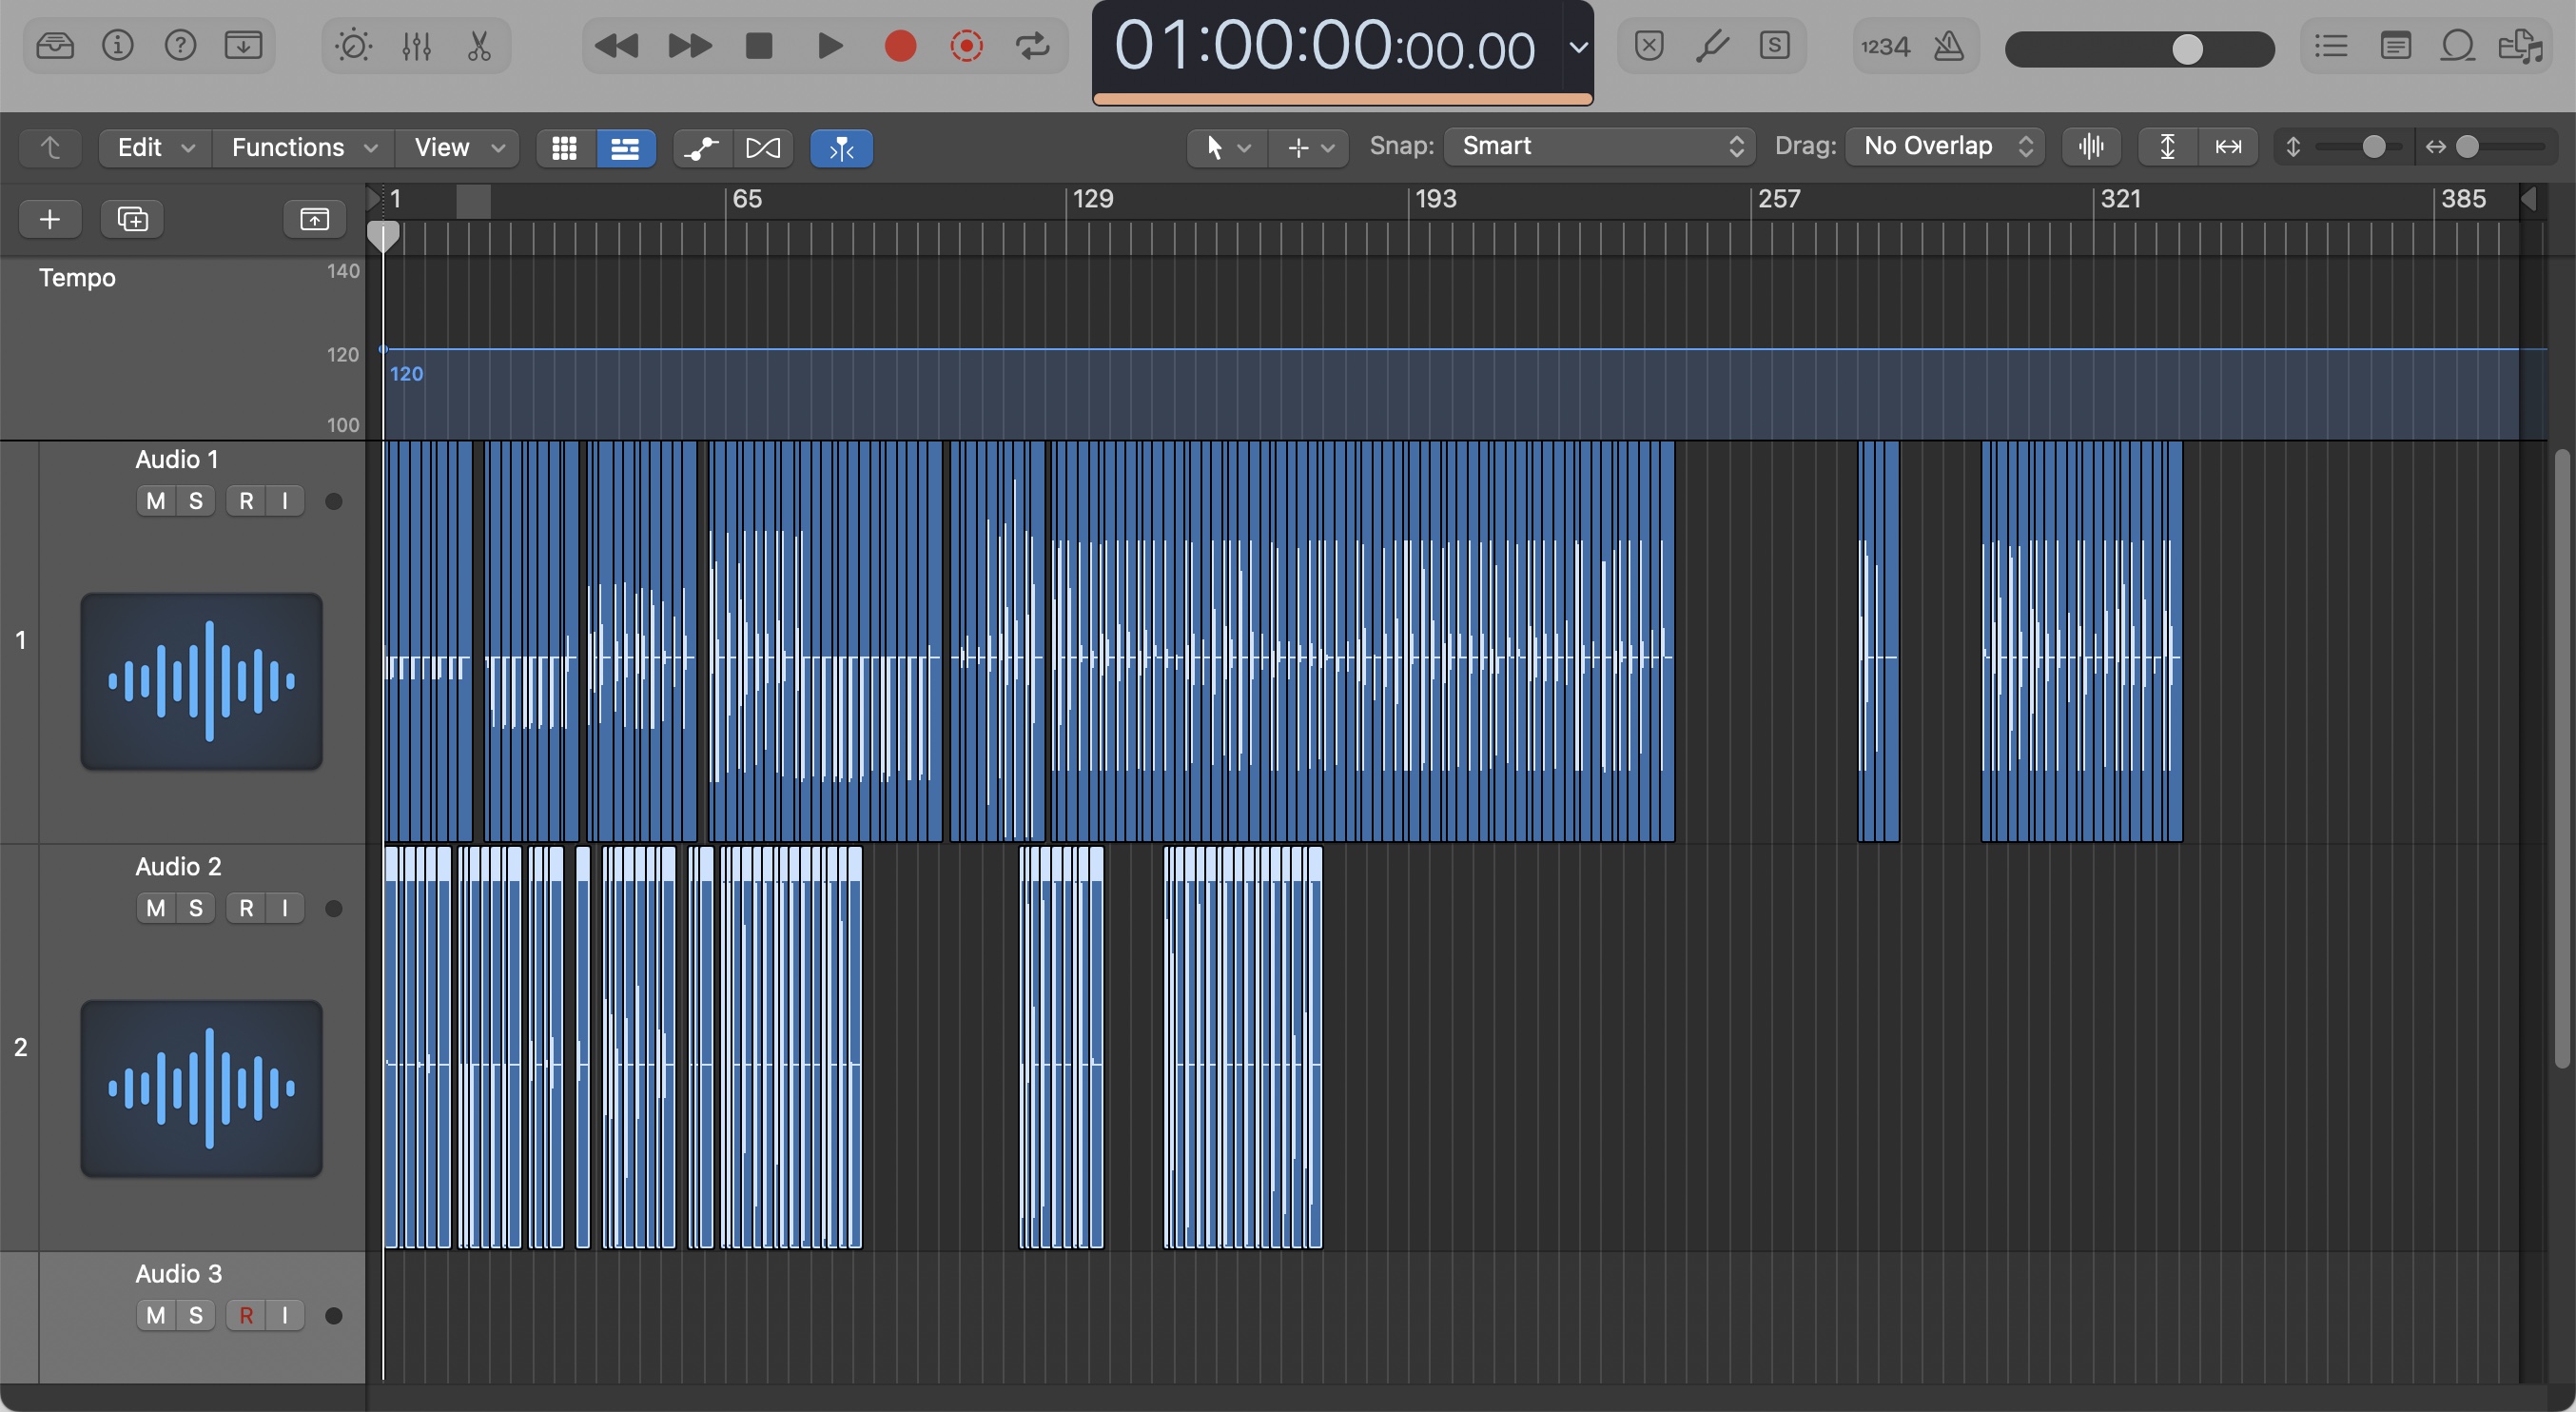 01:00:00:00.00
1234
S
Edit Functions View Snap: Smart Drag: No Overlap
1 65 129 193 257 321 385
Tempo 140
120
120
100
Audio 1
M S R I
1
Audio 2
M S R I
2
Audio 3
M S R I